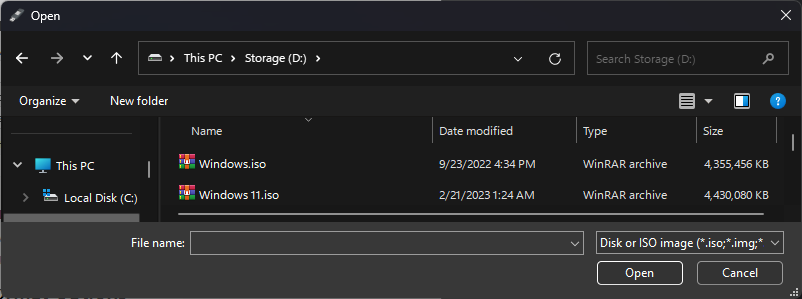 Open
This PC Storage (D:)
Search Storage (D:)
Organize New folder
Name Date modified Type Size
This PC
Windows.iso 9/23/2022 4:34 PM WinRAR archive 4,355,456 KB
Local Disk (C:)
Windows 11.iso 2/21/2023 1:24 AM WinRAR archive 4,430,080 KB
File name: Disk or ISO image (*.iso;*.img;*
Open Cancel